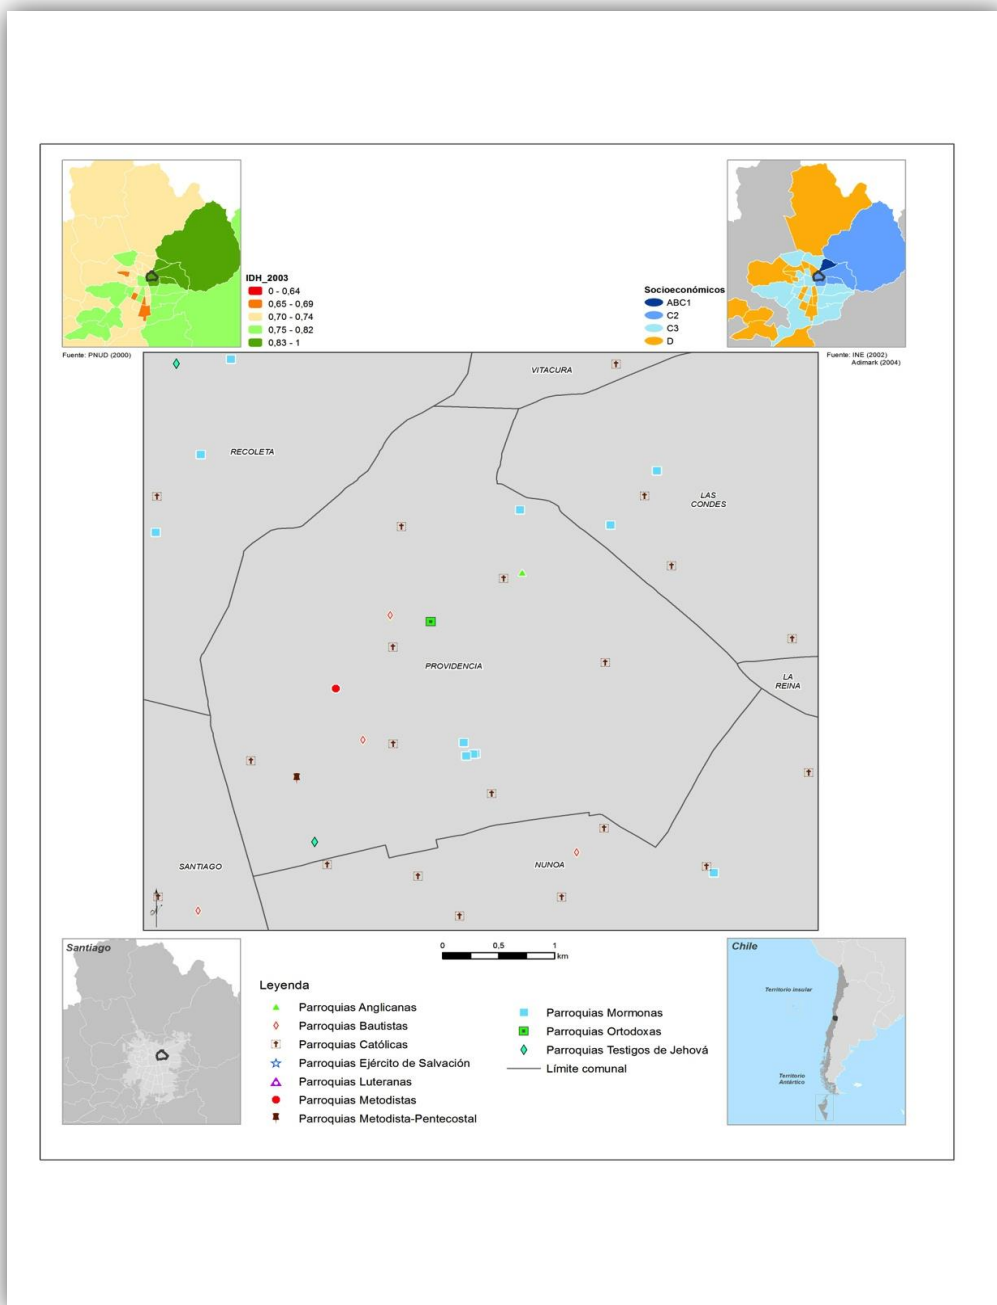 IDH_2003
0 - 0,64
0,65 - 0,69
0,70 - 0,74
0,75 - 0,82
0,83 - 1
Fuente: PNUD (2000)
Socioeconómicos
ABC1
C2
C3
D
Fuente: INE (2002)
Adimark (2004)
VITACURA
RECOLETA
LAS
CONDES
PROVIDENCIA
LA
REINA
SANTIAGO
NUNOA
Santiago
0 0,5 1
km
Chile
Territorio insular
Territorio
Antártico
Leyenda
Parroquias Anglicanas
Parroquias Bautistas
Parroquias Católicas
Parroquias Ejército de Salvación
Parroquias Luteranas
Parroquias Metodistas
Parroquias Metodista-Pentecostal
Parroquias Mormonas
Parroquias Ortodoxas
Parroquias Testigos de Jehová
Límite comunal